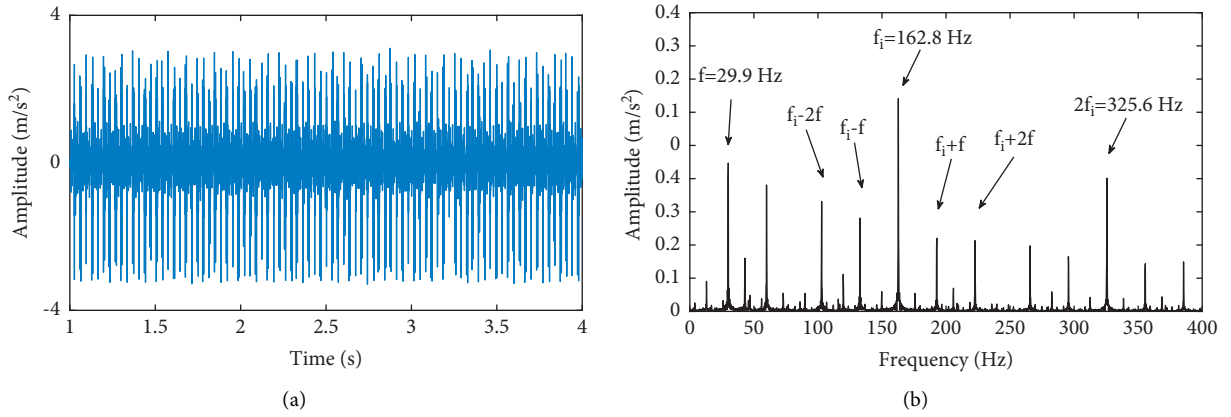 4
0
-4
Amplitude (m/s²)
1
1.5
2
2.5
3
3.5
4
Time (s)
(a)
0.4
0.3
0.2
0.1
0
0.4
0.3
0.2
0.1
0
Amplitude (m/s²)
fᵢ=162.8 Hz
f=29.9 Hz
2fᵢ=325.6 Hz
fᵢ-2f
fᵢ-f
fᵢ+f
fᵢ+2f
0
50
100
150
200
250
300
350
400
Frequency (Hz)
(b)